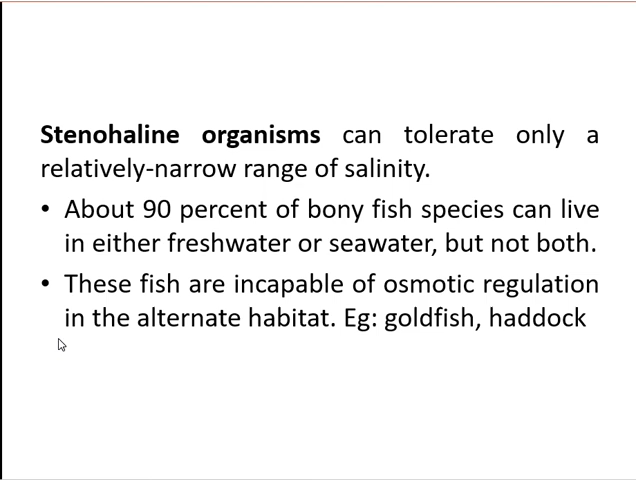 Stenohaline organisms can tolerate only a
relatively-narrow range of salinity.
• About 90 percent of bony fish species can live
in either freshwater or seawater, but not both.
• These fish are incapable of osmotic regulation
in the alternate habitat. Eg: goldfish, haddock